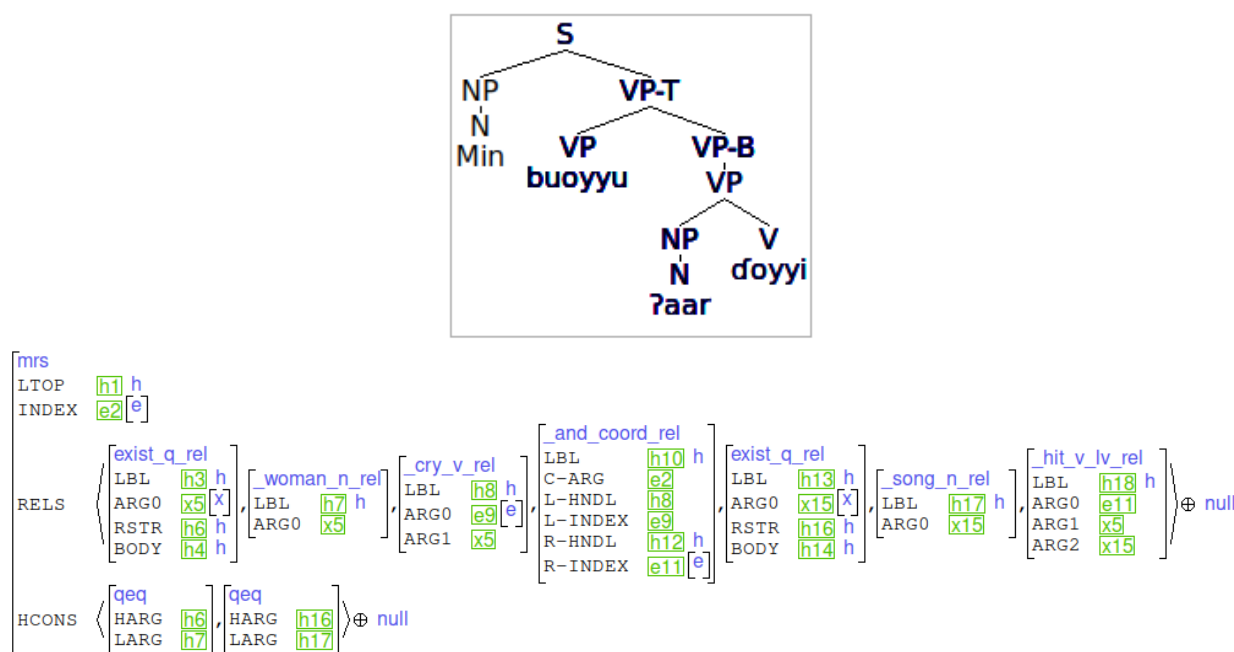 S
NP VP-T
N VP VP-B
Min buoyyu VP
NP V
N ɗoyyi
ʔaar
mrs
LTOP h1 h
INDEX e2 [e]
RELS ⟨ [exist_q_rel LBL h3 h ARG0 x5 [x] RSTR h6 h BODY h4 h], [_woman_n_rel LBL h7 h ARG0 x5], [_cry_v_rel LBL h8 h ARG0 e9 [e] ARG1 x5], [_and_coord_rel LBL h10 h C-ARG e2 L-HNDL h8 L-INDEX e9 R-HNDL h12 h R-INDEX e11 [e]], [exist_q_rel LBL h13 h ARG0 x15 [x] RSTR h16 h BODY h14 h], [_song_n_rel LBL h17 h ARG0 x15], [_hit_v_lv_rel LBL h18 h ARG0 e11 ARG1 x5 ARG2 x15] ⟩ ⊕ null
HCONS ⟨ [qeq HARG h6 LARG h7], [qeq HARG h16 LARG h17] ⟩ ⊕ null